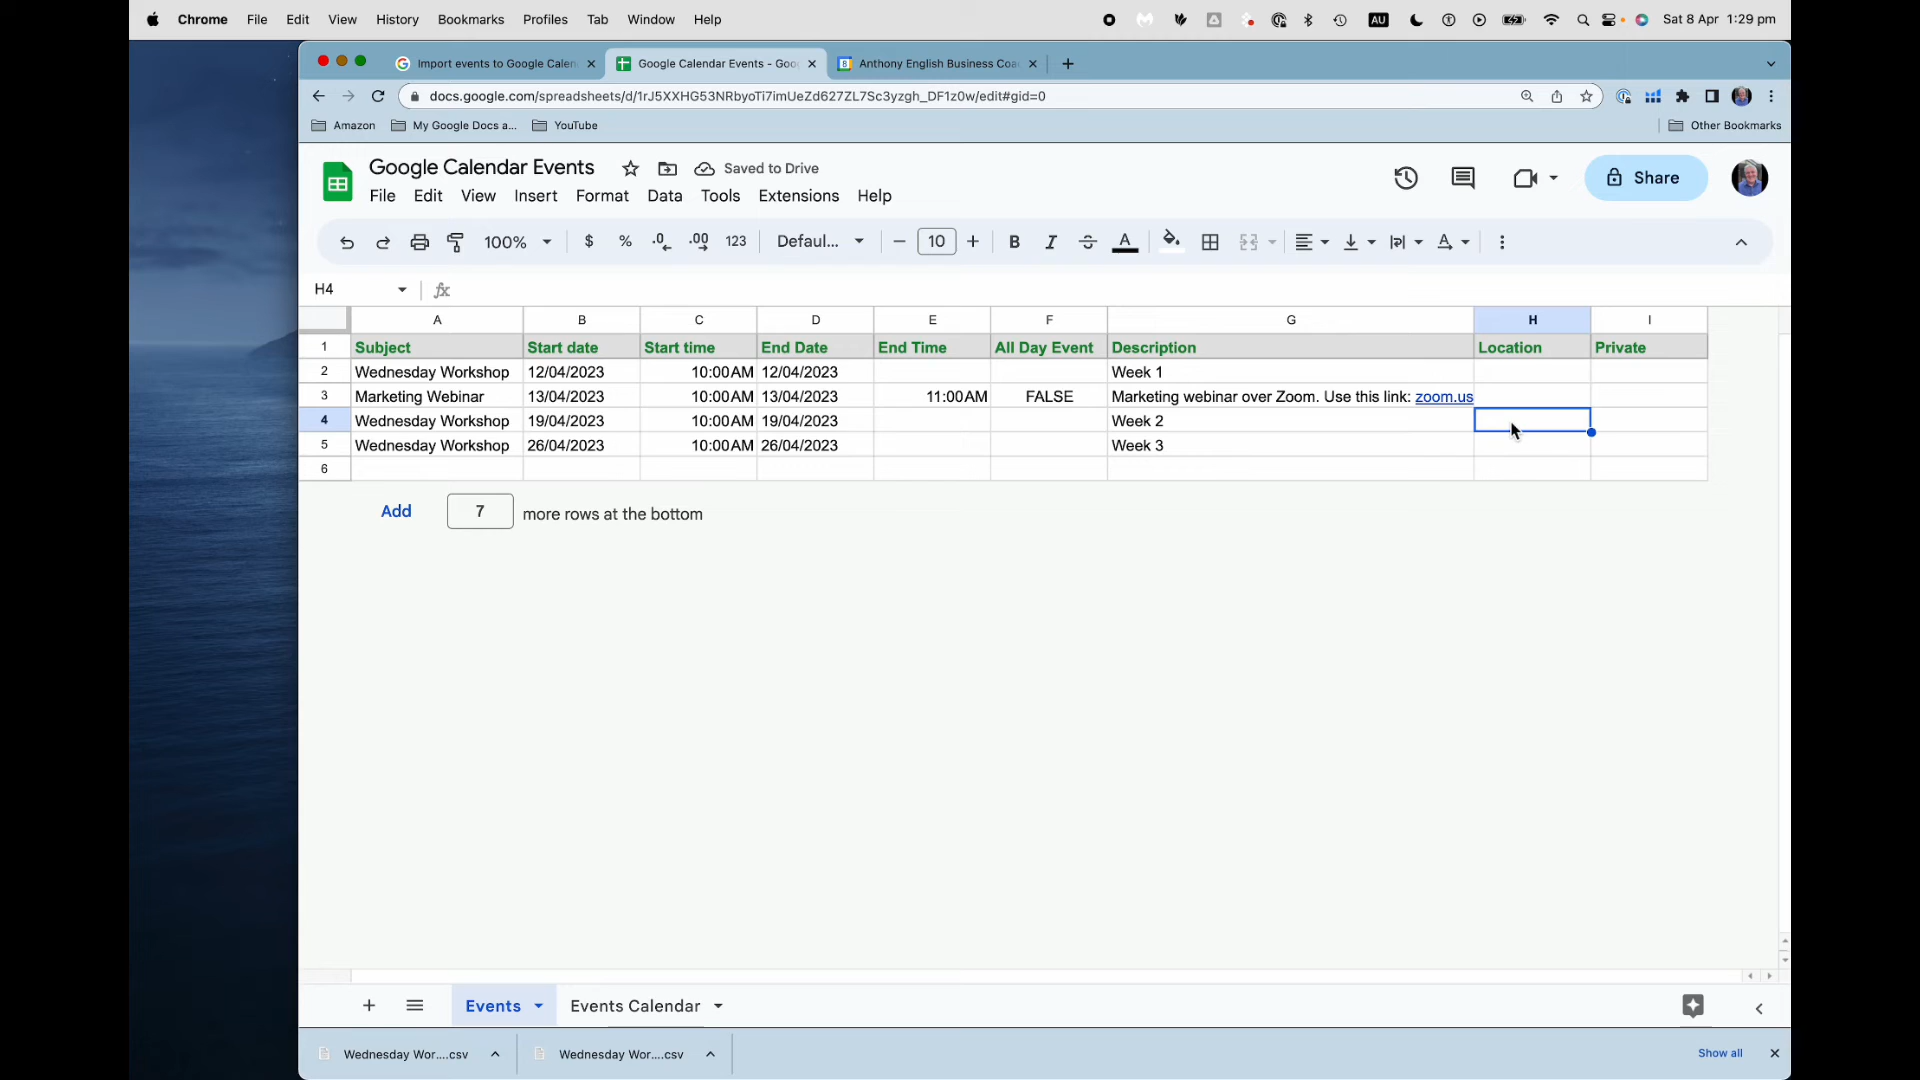 Chrome File Edit View History Bookmarks Profiles Tab Window Help AU Sat 8 Apr 1:29 pm
Import events to Google Calen Google Calendar Events - Goo Anthony English Business Coa
docs.google.com/spreadsheets/d/1rJ5XXHG53NRbyoTi7imUeZd627ZL7Sc3yzgh_DF1z0w/edit#gid=0
Amazon My Google Docs a... YouTube Other Bookmarks
Google Calendar Events Saved to Drive
File Edit View Insert Format Data Tools Extensions Help
Share
100% $ % .0 .00 123 Defaul... 10 B I S A
H4 fx
A B C D E F G H I
1 Subject Start date Start time End Date End Time All Day Event Description Location Private
2 Wednesday Workshop 12/04/2023 10:00AM 12/04/2023 Week 1
3 Marketing Webinar 13/04/2023 10:00AM 13/04/2023 11:00AM FALSE Marketing webinar over Zoom. Use this link: zoom.us
4 Wednesday Workshop 19/04/2023 10:00AM 19/04/2023 Week 2
5 Wednesday Workshop 26/04/2023 10:00AM 26/04/2023 Week 3
6
Add 7 more rows at the bottom
Events Events Calendar
Wednesday Wor....csv Wednesday Wor....csv Show all